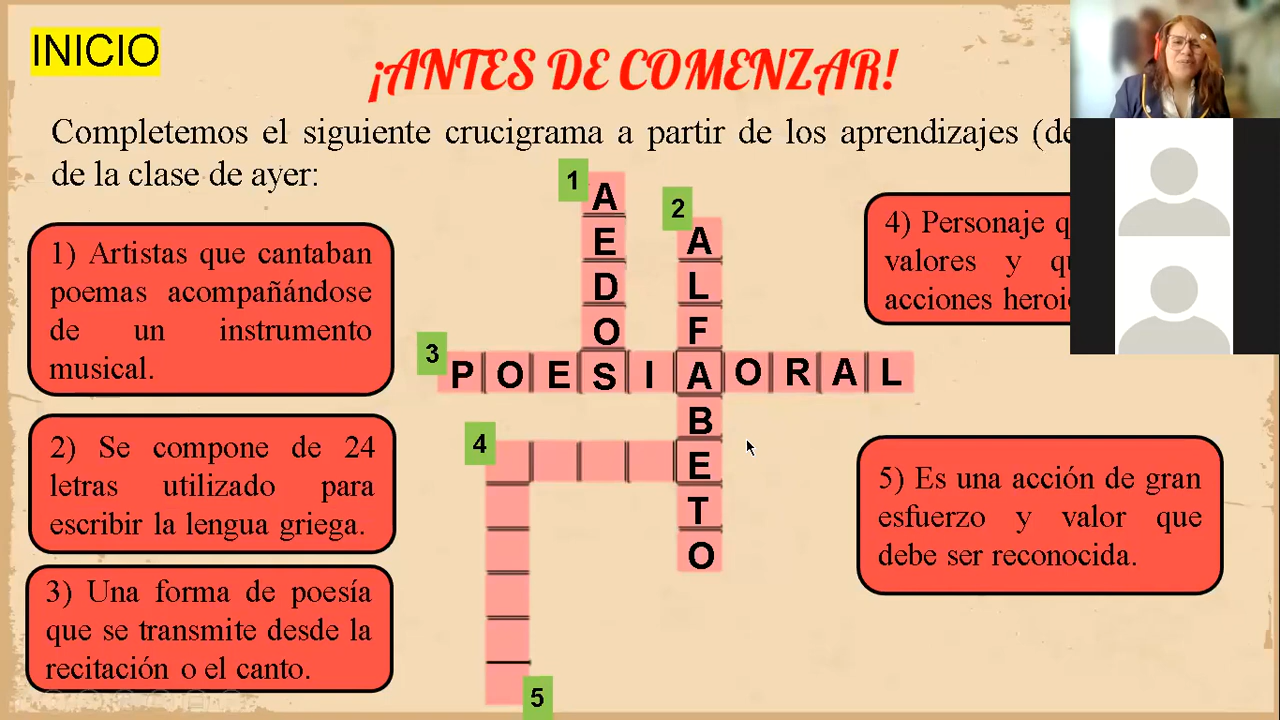 INICIO
¡ANTES DE COMENZAR!
Completemos el siguiente crucigrama a partir de los aprendizajes
de la clase de ayer:
1) Artistas que cantaban
poemas acompañándose
de un instrumento
musical.
2) Se compone de 24
letras utilizado para
escribir la lengua griega.
3) Una forma de poesía
que se transmite desde la
recitación o el canto.
1
AEDOS
2
ALFABETO
3
POESIAORAL
4
5
4) Personaje
valores y
acciones
5) Es una acción de gran
esfuerzo y valor que
debe ser reconocida.